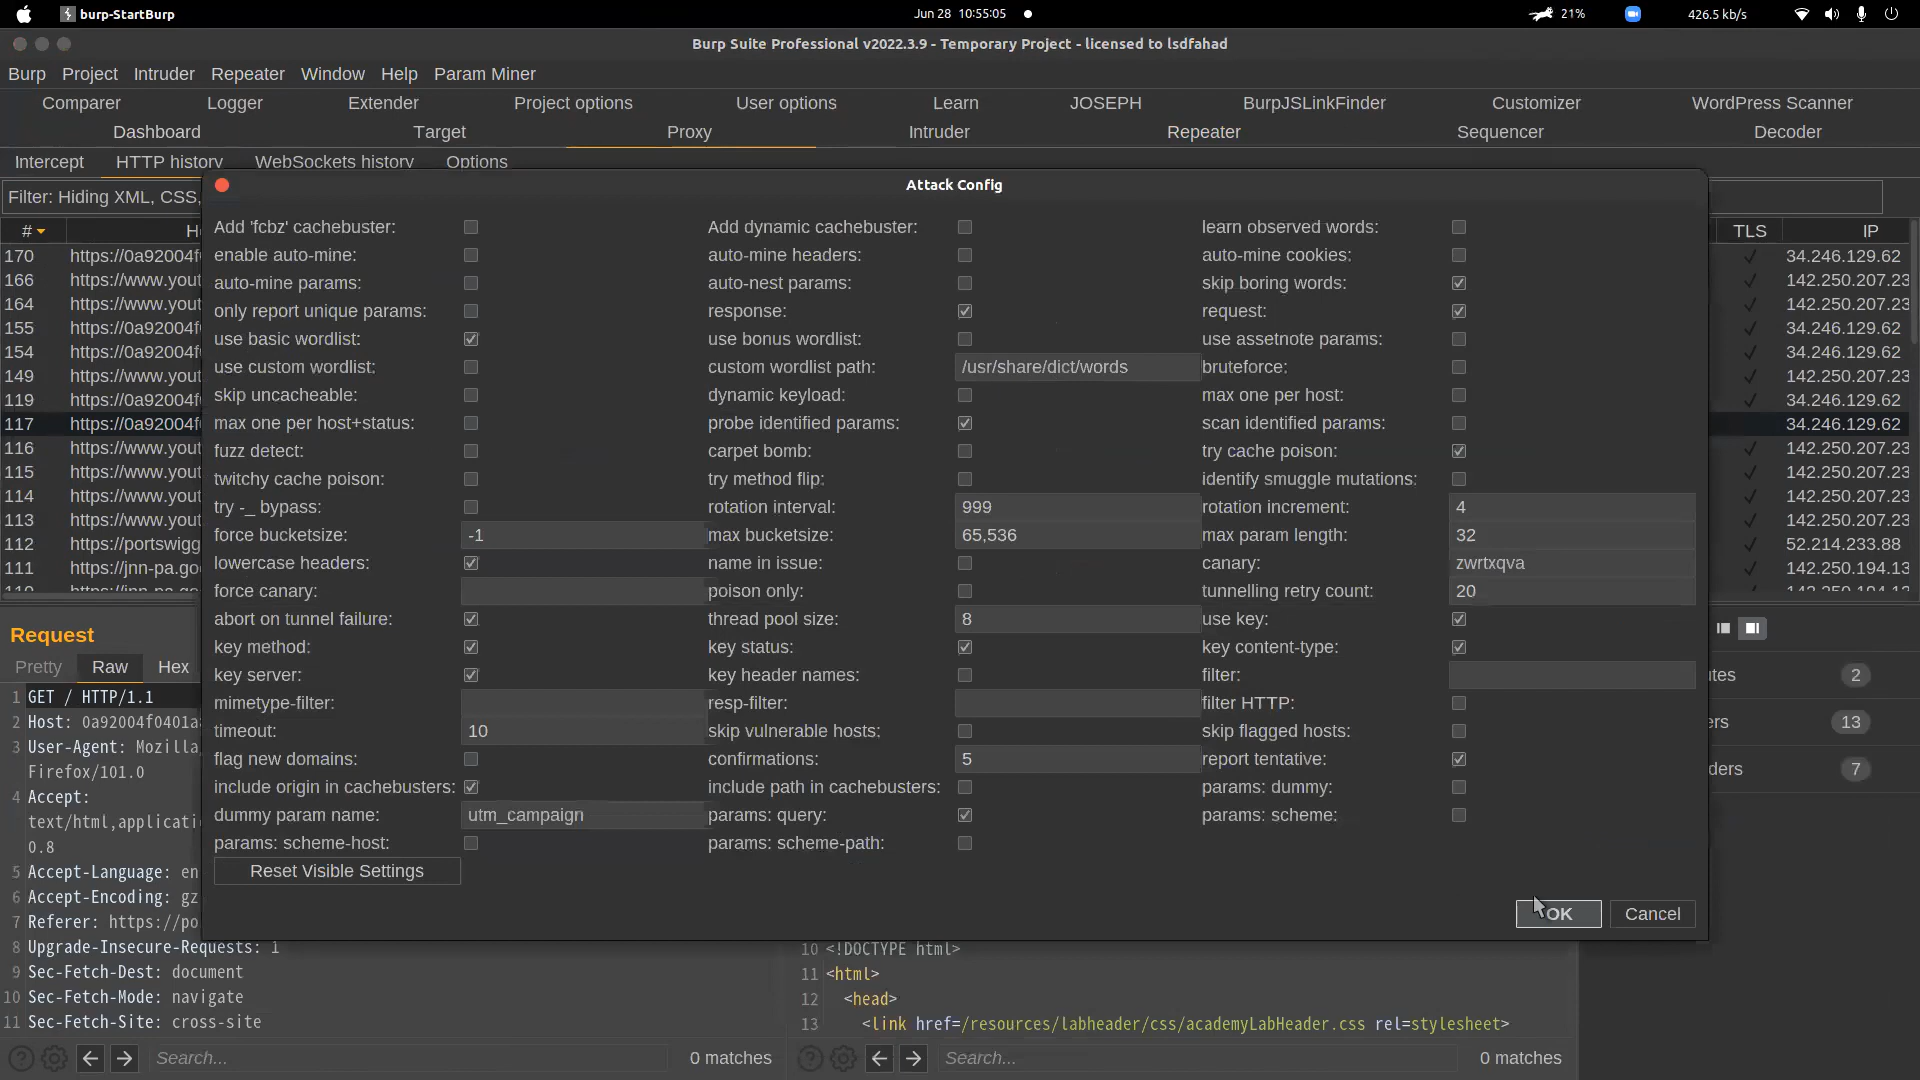 burp-StartBurp Jun 28 10:55:05 21% 426.5 kb/s
Burp Suite Professional v2022.3.9 - Temporary Project - licensed to lsdfahad
Burp Project Intruder Repeater Window Help Param Miner
Comparer Logger Extender Project options User options Learn JOSEPH BurpJSLinkFinder Customizer WordPress Scanner
Dashboard Target Proxy Intruder Repeater Sequencer Decoder
Intercept HTTP history WebSockets history Options
Filter: Hiding XML, CSS,
Attack Config
# TLS IP
170 https://0a92004f 34.246.129.62
166 https://www.yout 142.250.207.23
164 https://www.yout 142.250.207.23
155 https://0a92004f 34.246.129.62
154 https://0a92004f 34.246.129.62
149 https://www.yout 142.250.207.23
119 https://0a92004f 34.246.129.62
117 https://0a92004f 34.246.129.62
116 https://www.yout 142.250.207.23
115 https://www.yout 142.250.207.23
114 https://www.yout 142.250.207.23
113 https://www.yout 142.250.207.23
112 https://portswigg 52.214.233.88
111 https://jnn-pa.go 142.250.194.13
Add 'fcbz' cachebuster: Add dynamic cachebuster: learn observed words:
enable auto-mine: auto-mine headers: auto-mine cookies:
auto-mine params: auto-nest params: skip boring words:
only report unique params: response: request:
use basic wordlist: use bonus wordlist: use assetnote params:
use custom wordlist: custom wordlist path: /usr/share/dict/words bruteforce:
skip uncacheable: dynamic keyload: max one per host:
max one per host+status: probe identified params: scan identified params:
fuzz detect: carpet bomb: try cache poison:
twitchy cache poison: try method flip: identify smuggle mutations:
try -_ bypass: rotation interval: 999 rotation increment: 4
force bucketsize: -1 max bucketsize: 65,536 max param length: 32
lowercase headers: name in issue: canary: zwrtxqva
force canary: poison only: tunnelling retry count: 20
abort on tunnel failure: thread pool size: 8 use key:
key method: key status: key content-type:
key server: key header names: filter:
mimetype-filter: resp-filter: filter HTTP:
timeout: 10 skip vulnerable hosts: skip flagged hosts:
flag new domains: confirmations: 5 report tentative:
include origin in cachebusters: include path in cachebusters: params: dummy:
dummy param name: utm_campaign params: query: params: scheme:
params: scheme-host: params: scheme-path:
Reset Visible Settings
OK Cancel
Request
Pretty Raw Hex
1 GET / HTTP/1.1
2 Host: 0a92004f0401a
3 User-Agent: Mozilla
Firefox/101.0
4 Accept:
text/html,applicati
0.8
5 Accept-Language: en
6 Accept-Encoding: gz
7 Referer: https://po
8 Upgrade-Insecure-Requests: 1
9 Sec-Fetch-Dest: document
10 Sec-Fetch-Mode: navigate
11 Sec-Fetch-Site: cross-site
utes 2
ers 13
ders 7
10 <!DOCTYPE html>
11 <html>
12 <head>
13 <link href=/resources/labheader/css/academyLabHeader.css rel=stylesheet>
Search... 0 matches
Search... 0 matches